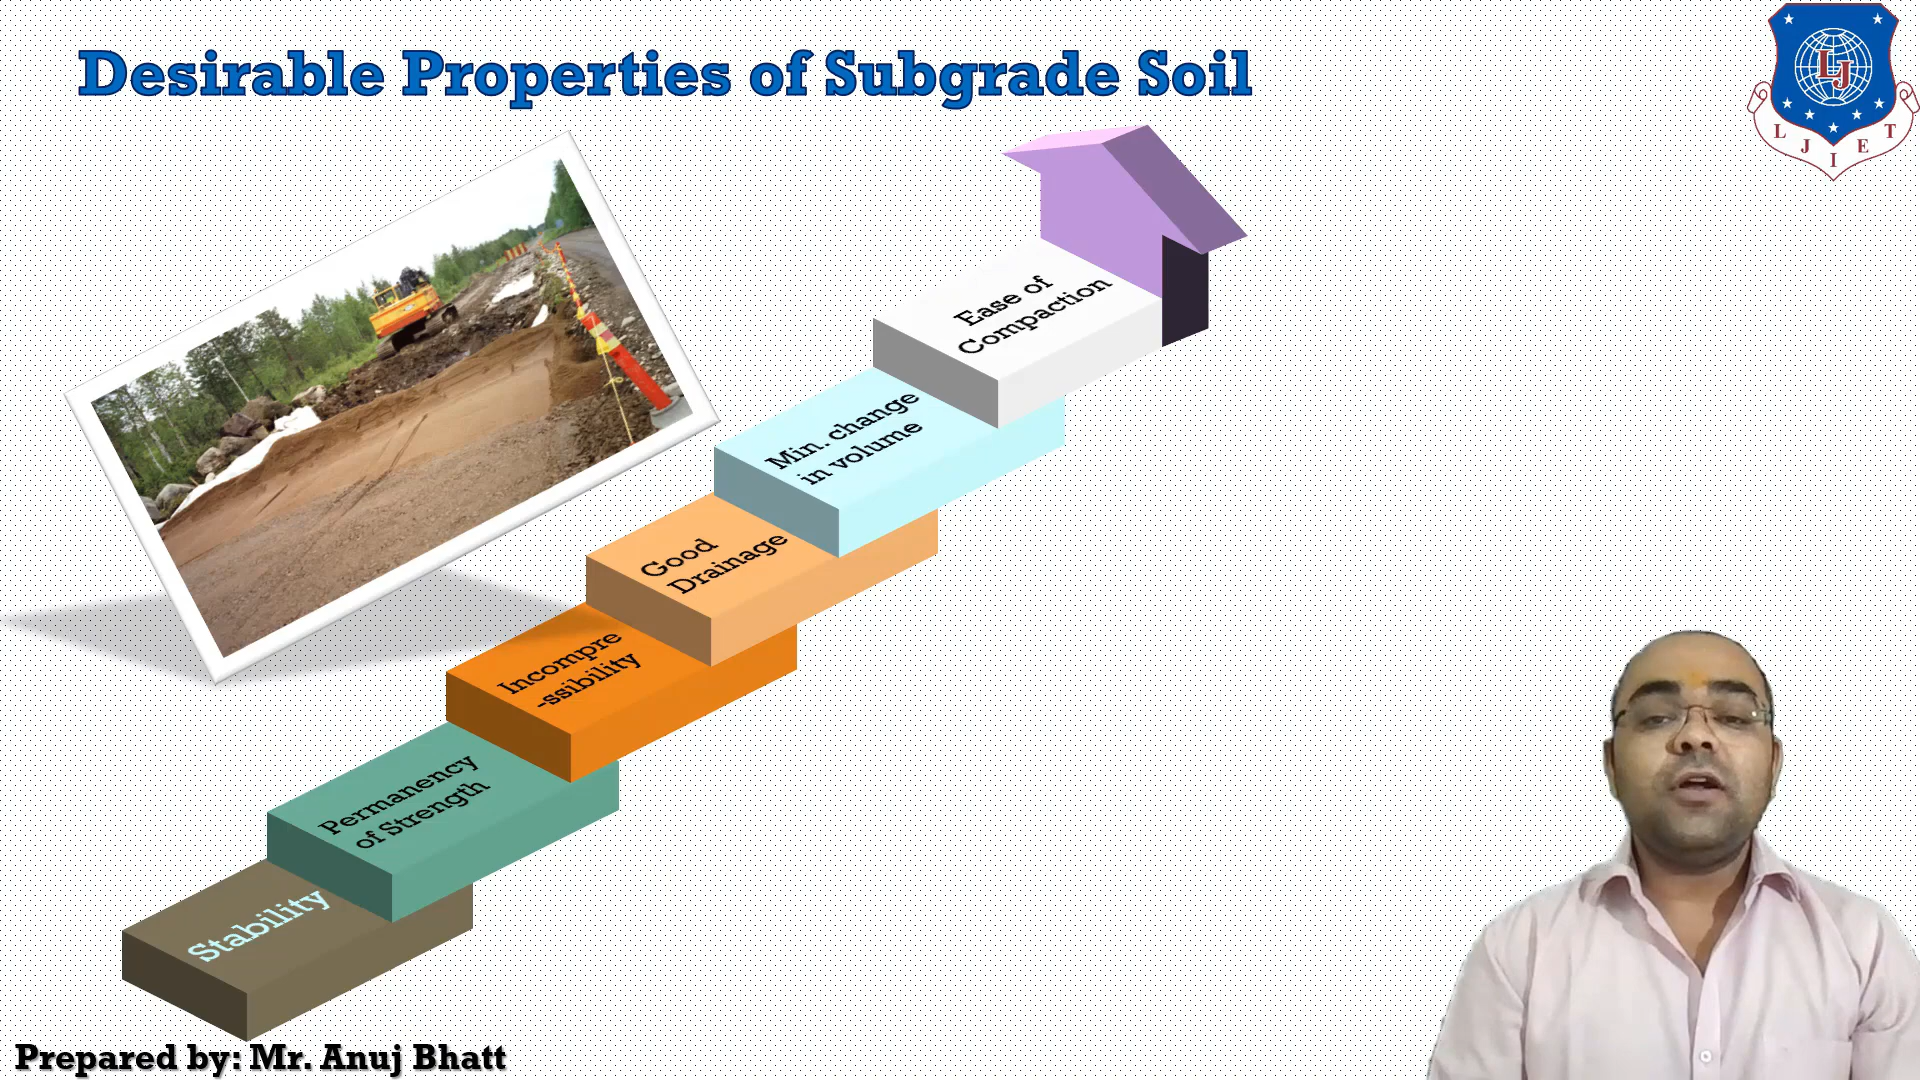 Desirable Properties of Subgrade Soil
LJ
L J I E T
Ease of
Compaction
Min. change
in volume
Good
Drainage
Incompre
-ssibility
Permanency
of Strength
Stability
Prepared by: Mr. Anuj Bhatt